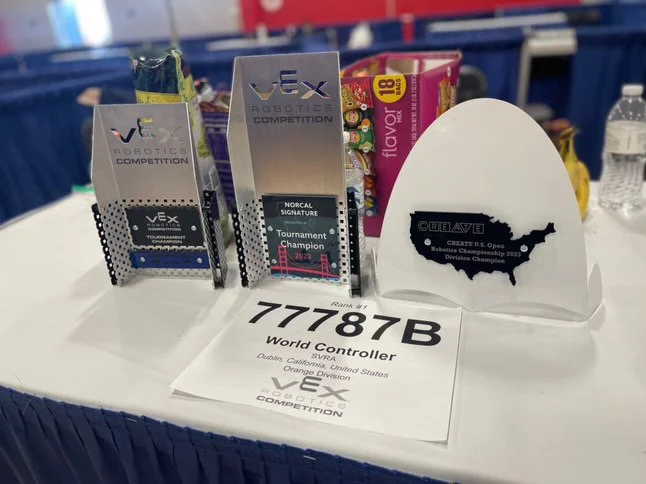 VEX
ROBOTICS
COMPETITION
VEX
ROBOTICS
COMPETITION
TOURNAMENT
CHAMPION
VEX
ROBOTICS
COMPETITION
NORCAL
SIGNATURE
Tournament
Champion
2023
18
BAGS
flavor
MIX
CREATE
CREATE U.S. Open
Robotics Championship 2023
Division Champion
Rank #1
77787B
World Controller
SVRA
Dublin, California, United States
Orange Division
VEX
ROBOTICS
COMPETITION